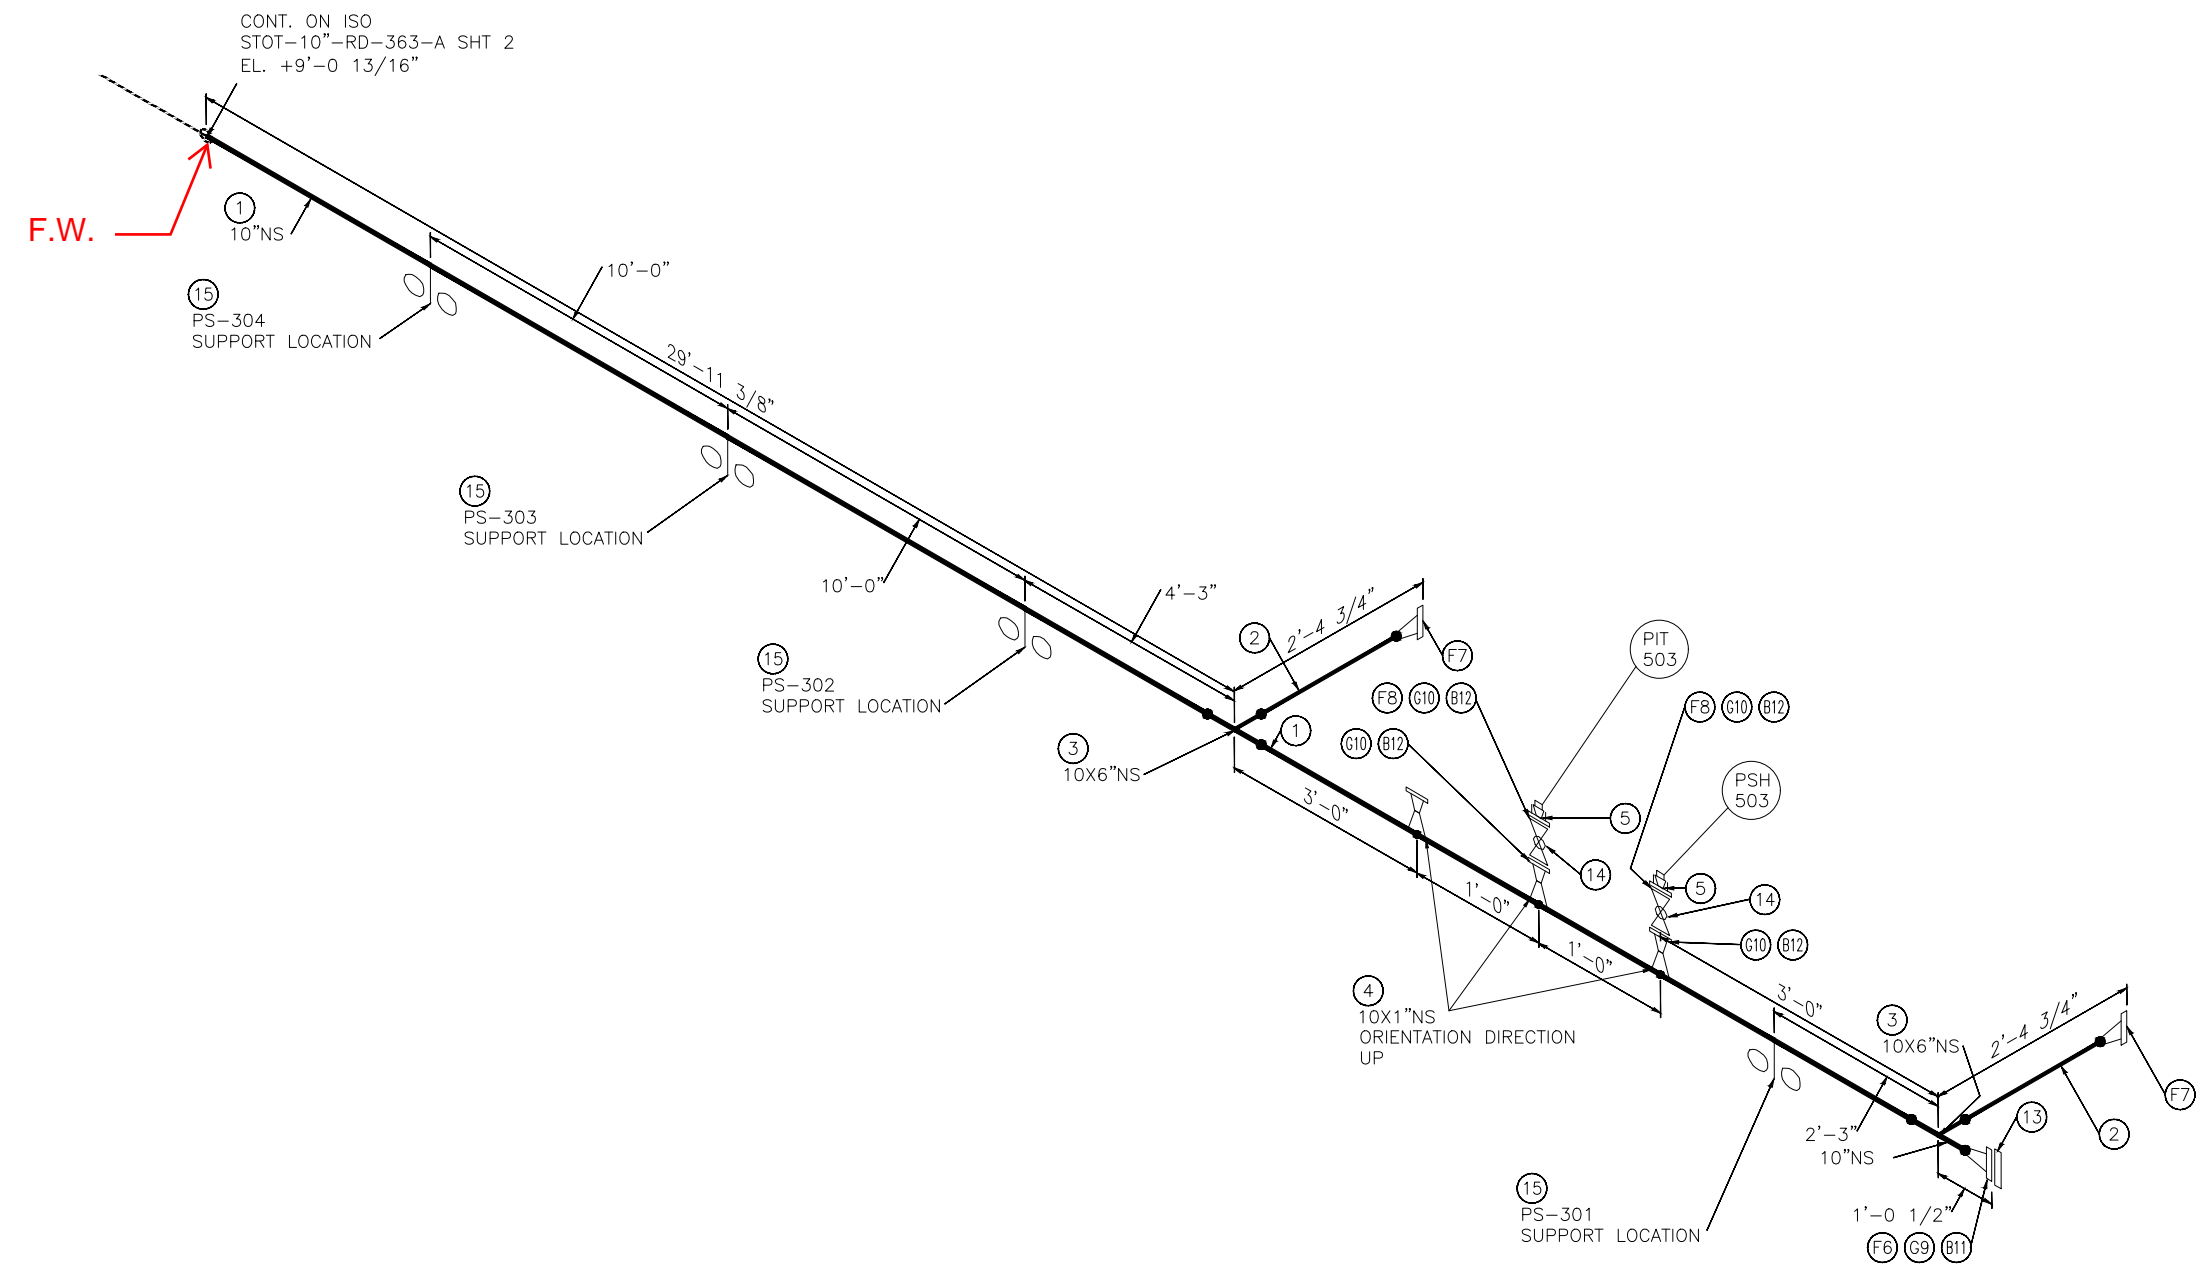 CONT. ON ISO
STOT-10"-RD-363-A SHT 2
EL. +9'-0 13/16"
F.W.
1
10"NS
10'-0"
15
PS-304
SUPPORT LOCATION
29'-11 3/8"
15
PS-303
SUPPORT LOCATION
10'-0"
4'-3"
2'-4 3/4"
2
F7
PIT
503
15
PS-302
SUPPORT LOCATION
F8 G10 B12
F8 G10 B12
1
G10 B12
3
10X6"NS
3'-0"
PSH
503
5
14
1'-0"
5
14
1'-0"
G10 B12
4
10X1"NS
ORIENTATION DIRECTION
UP
3'-0"
3
10X6"NS
2'-4 3/4"
F7
13
2
2'-3"
10"NS
15
PS-301
SUPPORT LOCATION
1'-0 1/2"
F6 G9 B11